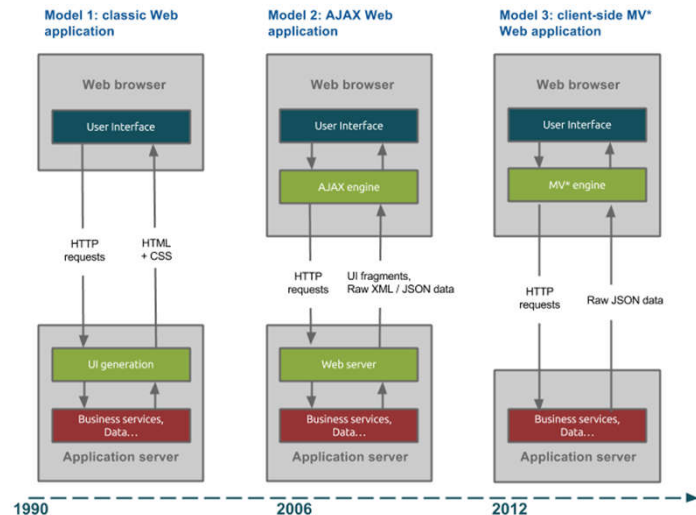 Model 1: classic Web
application
Web browser
User Interface
HTTP
requests
HTML
+ CSS
UI generation
Business services,
Data...
Application server
Model 2: AJAX Web
application
Web browser
User Interface
AJAX engine
HTTP
requests
UI fragments,
Raw XML / JSON data
Web server
Business services,
Data...
Application server
Model 3: client-side MV*
Web application
Web browser
User Interface
MV* engine
HTTP
requests
Raw JSON data
Business services,
Data...
Application server
1990
2006
2012